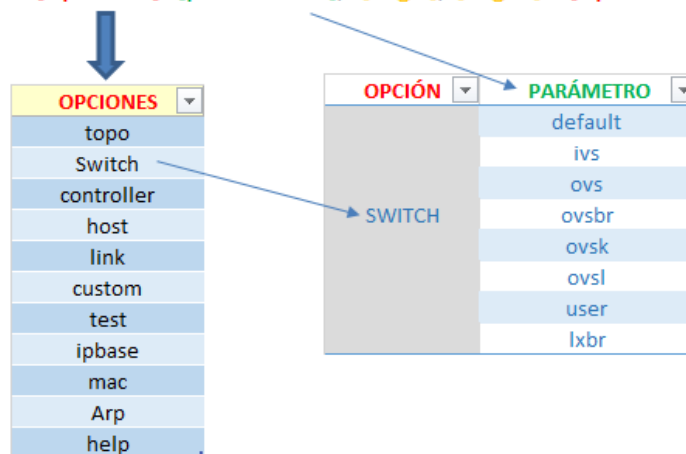 OPCIONES
topo
Switch
controller
host
link
custom
test
ipbase
mac
Arp
help
OPCIÓN PARÁMETRO
default
ivs
ovs
ovsbr
SWITCH
ovsk
ovsl
user
lxbr